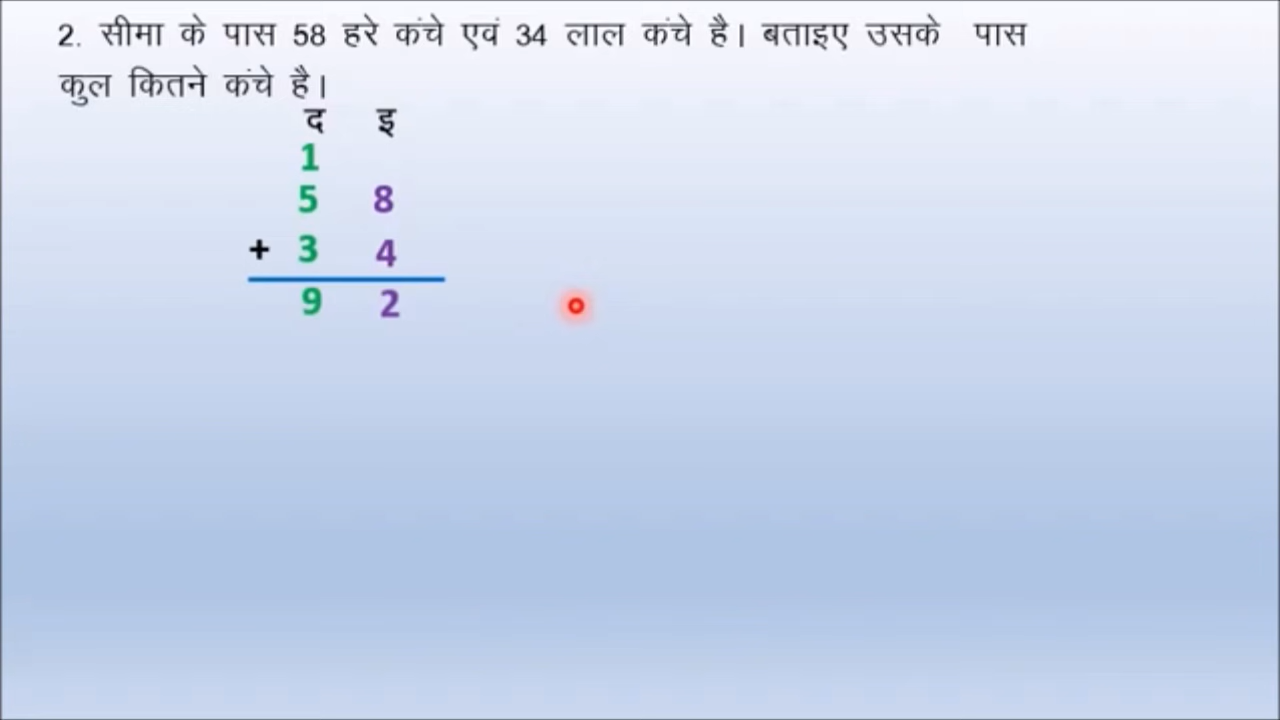 2. सीमा के पास 58 हरे कंचे एवं 34 लाल कंचे है। बताइए उसके पास
कुल कितने कंचे है।
द इ
1
5 8
+ 3 4
9 2